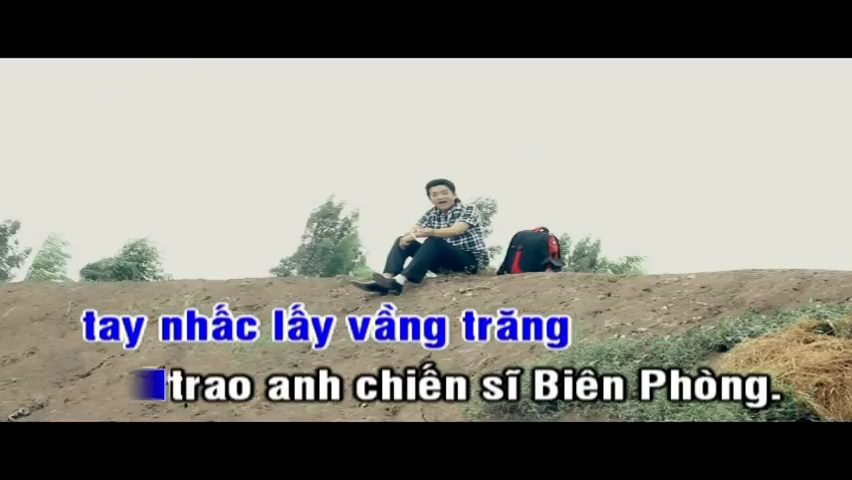 tay nhấc lấy vầng trăng
trao anh chiến sĩ Biên Phòng.